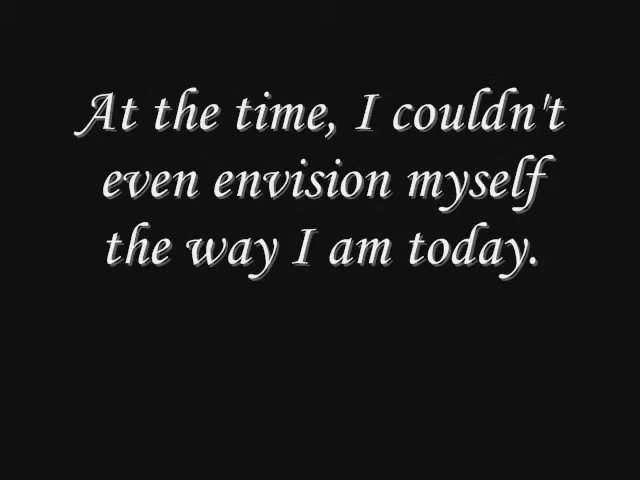 At the time, I couldn't
even envision myself
the way I am today.